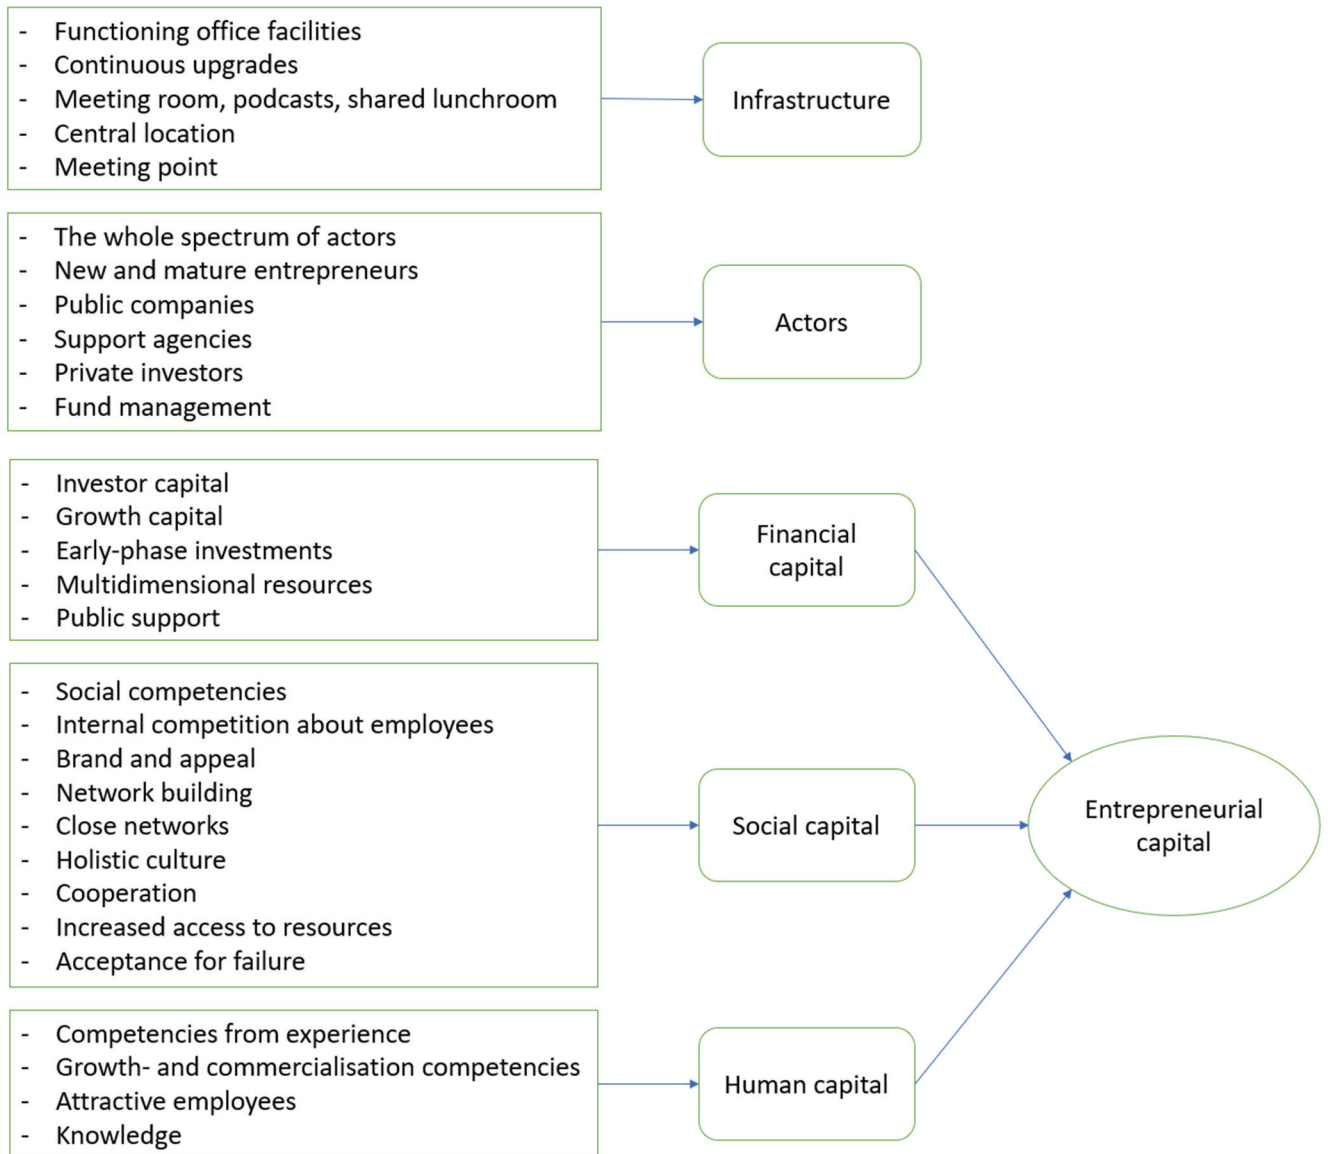 - Functioning office facilities
- Continuous upgrades
- Meeting room, podcasts, shared lunchroom
- Central location
- Meeting point
Infrastructure
- The whole spectrum of actors
- New and mature entrepreneurs
- Public companies
- Support agencies
- Private investors
- Fund management
Actors
- Investor capital
- Growth capital
- Early-phase investments
- Multidimensional resources
- Public support
Financial
capital
- Social competencies
- Internal competition about employees
- Brand and appeal
- Network building
- Close networks
- Holistic culture
- Cooperation
- Increased access to resources
- Acceptance for failure
Social capital
Entrepreneurial
capital
- Competencies from experience
- Growth- and commercialisation competencies
- Attractive employees
- Knowledge
Human capital